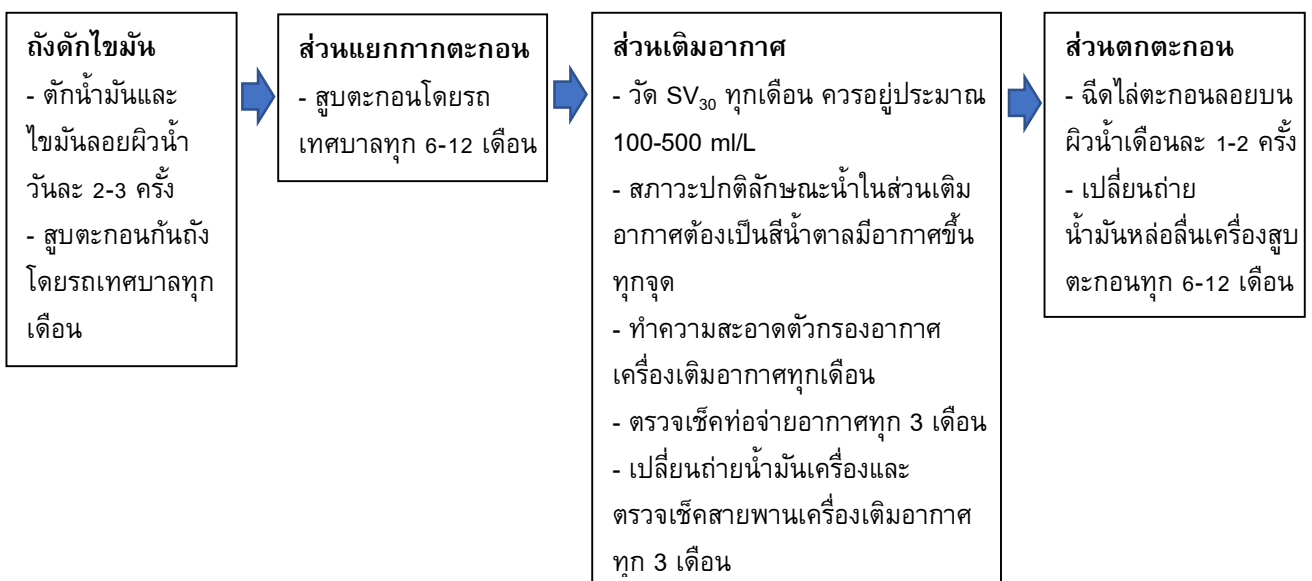 ถังดักไขมัน
- ตักน้ำมันและ
ไขมันลอยผิวน้ำ
วันละ 2-3 ครั้ง
- สูบตะกอนก้นถัง
โดยรถเทศบาลทุก
เดือน
ส่วนแยกกากตะกอน
- สูบตะกอนโดยรถ
เทศบาลทุก 6-12 เดือน
ส่วนเติมอากาศ
- วัด SV₃₀ ทุกเดือน ควรอยู่ประมาณ
100-500 ml/L
- สภาวะปกติลักษณะน้ำในส่วนเติม
อากาศต้องเป็นสีน้ำตาลมีอากาศขึ้น
ทุกจุด
- ทำความสะอาดตัวกรองอากาศ
เครื่องเติมอากาศทุกเดือน
- ตรวจเช็คท่อจ่ายอากาศทุก 3 เดือน
- เปลี่ยนถ่ายน้ำมันเครื่องและ
ตรวจเช็คสายพานเครื่องเติมอากาศ
ทุก 3 เดือน
ส่วนตกตะกอน
- ฉีดไล่ตะกอนลอยบน
ผิวน้ำเดือนละ 1-2 ครั้ง
- เปลี่ยนถ่าย
น้ำมันหล่อลื่นเครื่องสูบ
ตะกอนทุก 6-12 เดือน